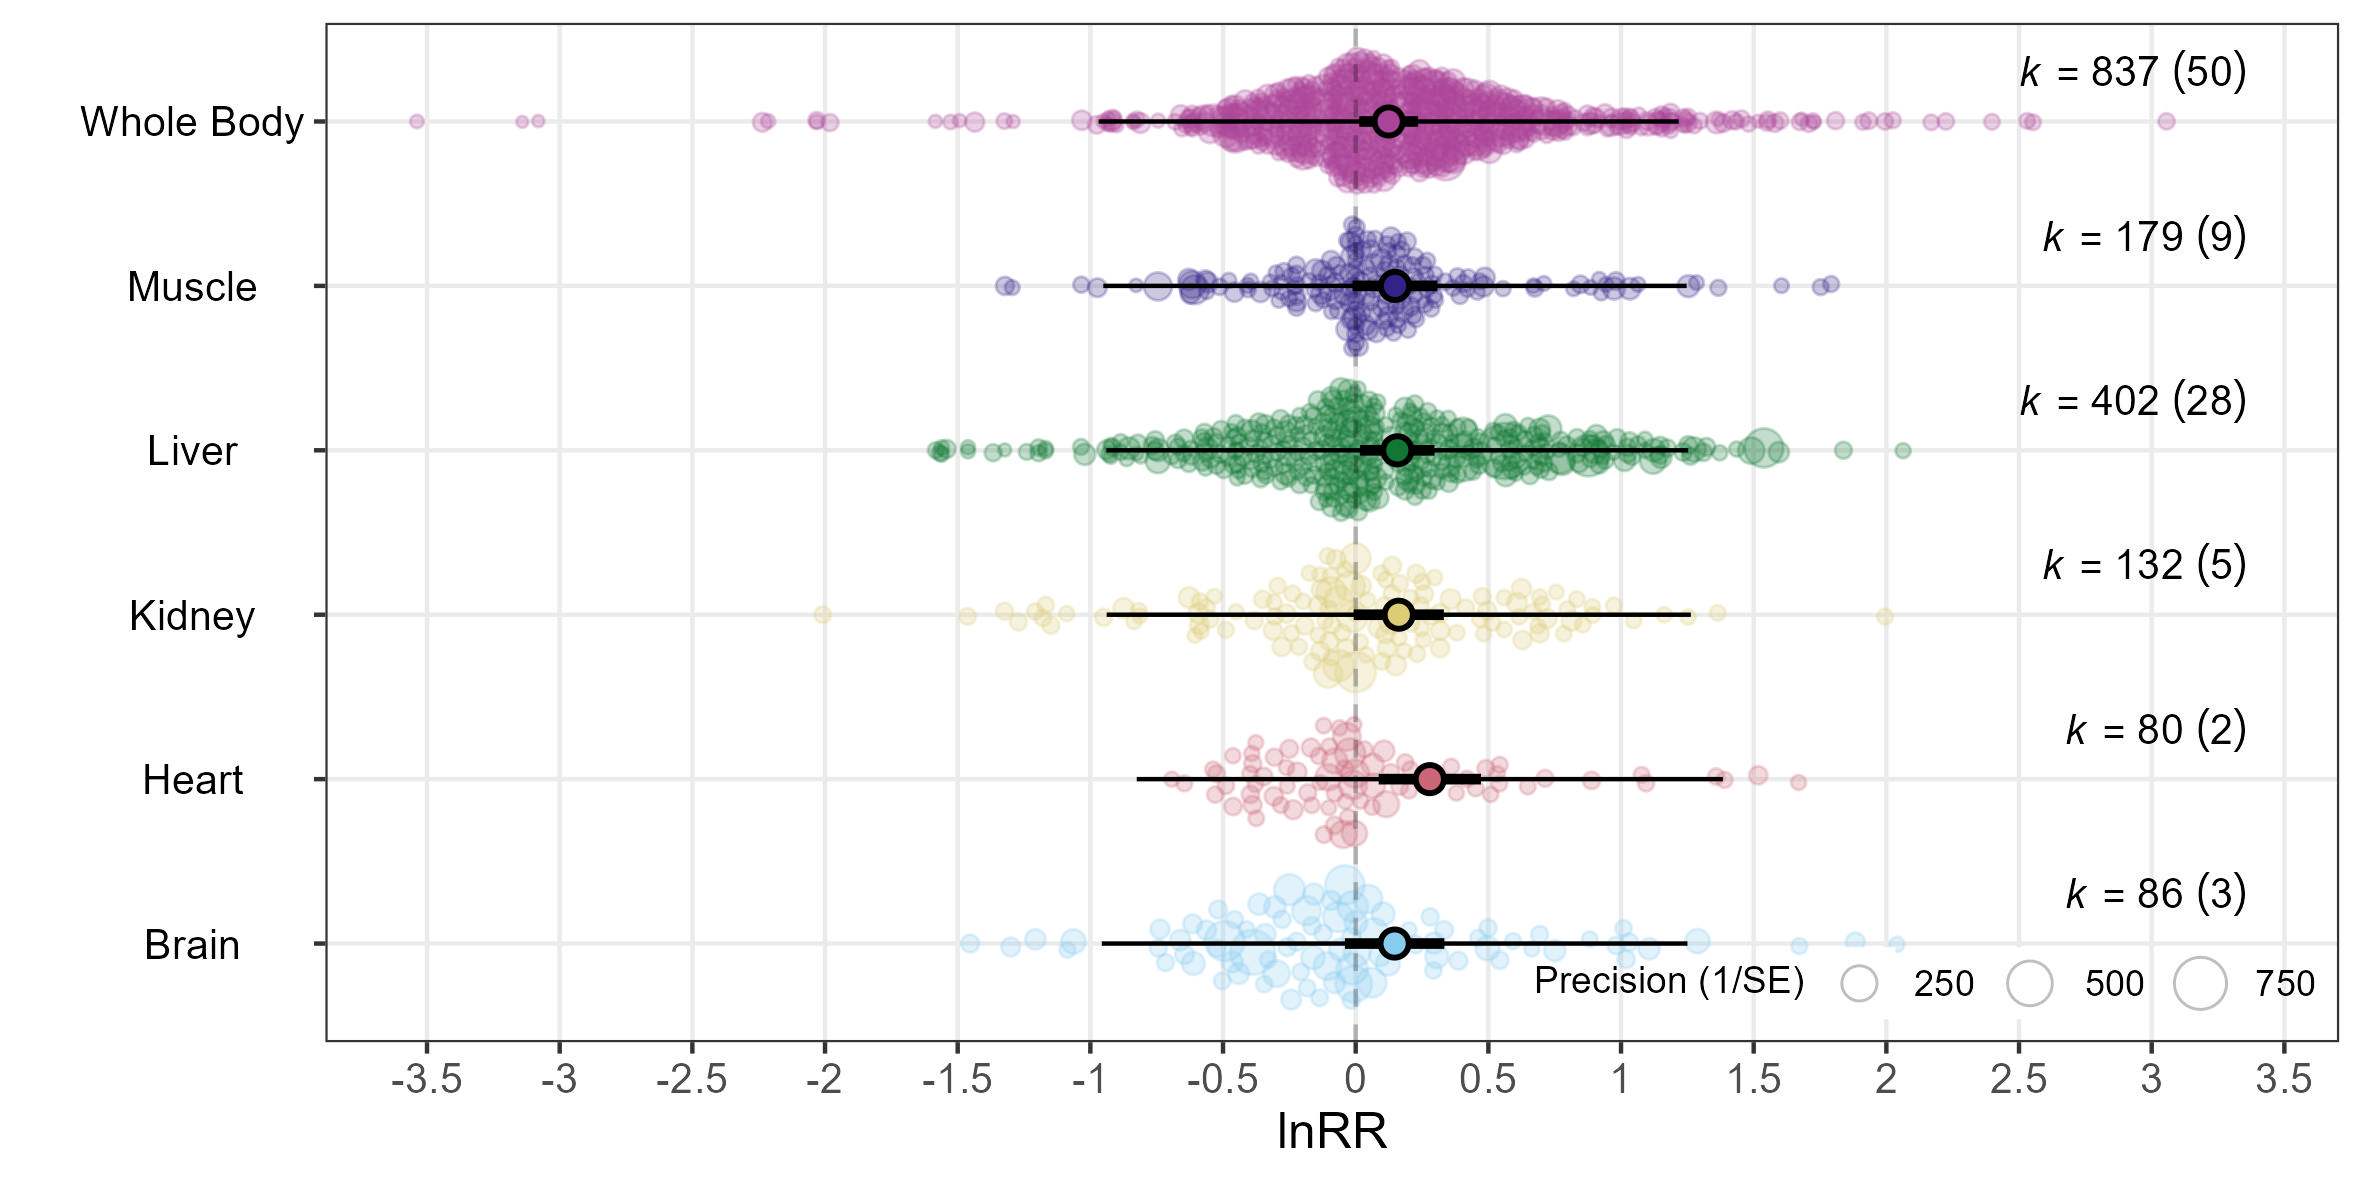 Whole Body
k = 837 (50)
Muscle
k = 179 (9)
Liver
k = 402 (28)
Kidney
k = 132 (5)
Heart
k = 80 (2)
Brain
k = 86 (3)
Precision (1/SE) 250 500 750
-3.5 -3 -2.5 -2 -1.5 -1 -0.5 0 0.5 1 1.5 2 2.5 3 3.5
lnRR